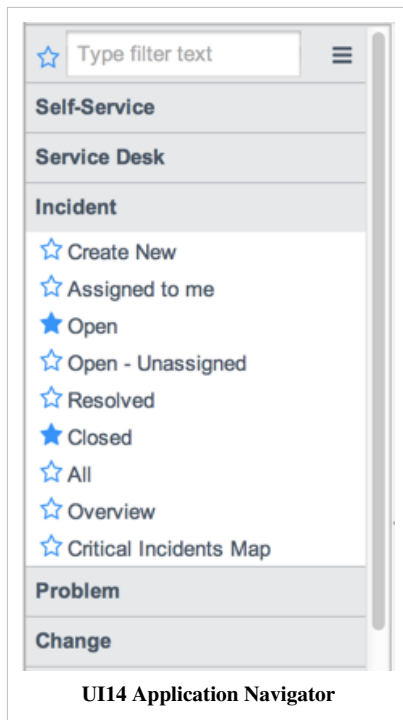 Type filter text
Self-Service
Service Desk
Incident
Create New
Assigned to me
Open
Open - Unassigned
Resolved
Closed
All
Overview
Critical Incidents Map
Problem
Change
UI14 Application Navigator